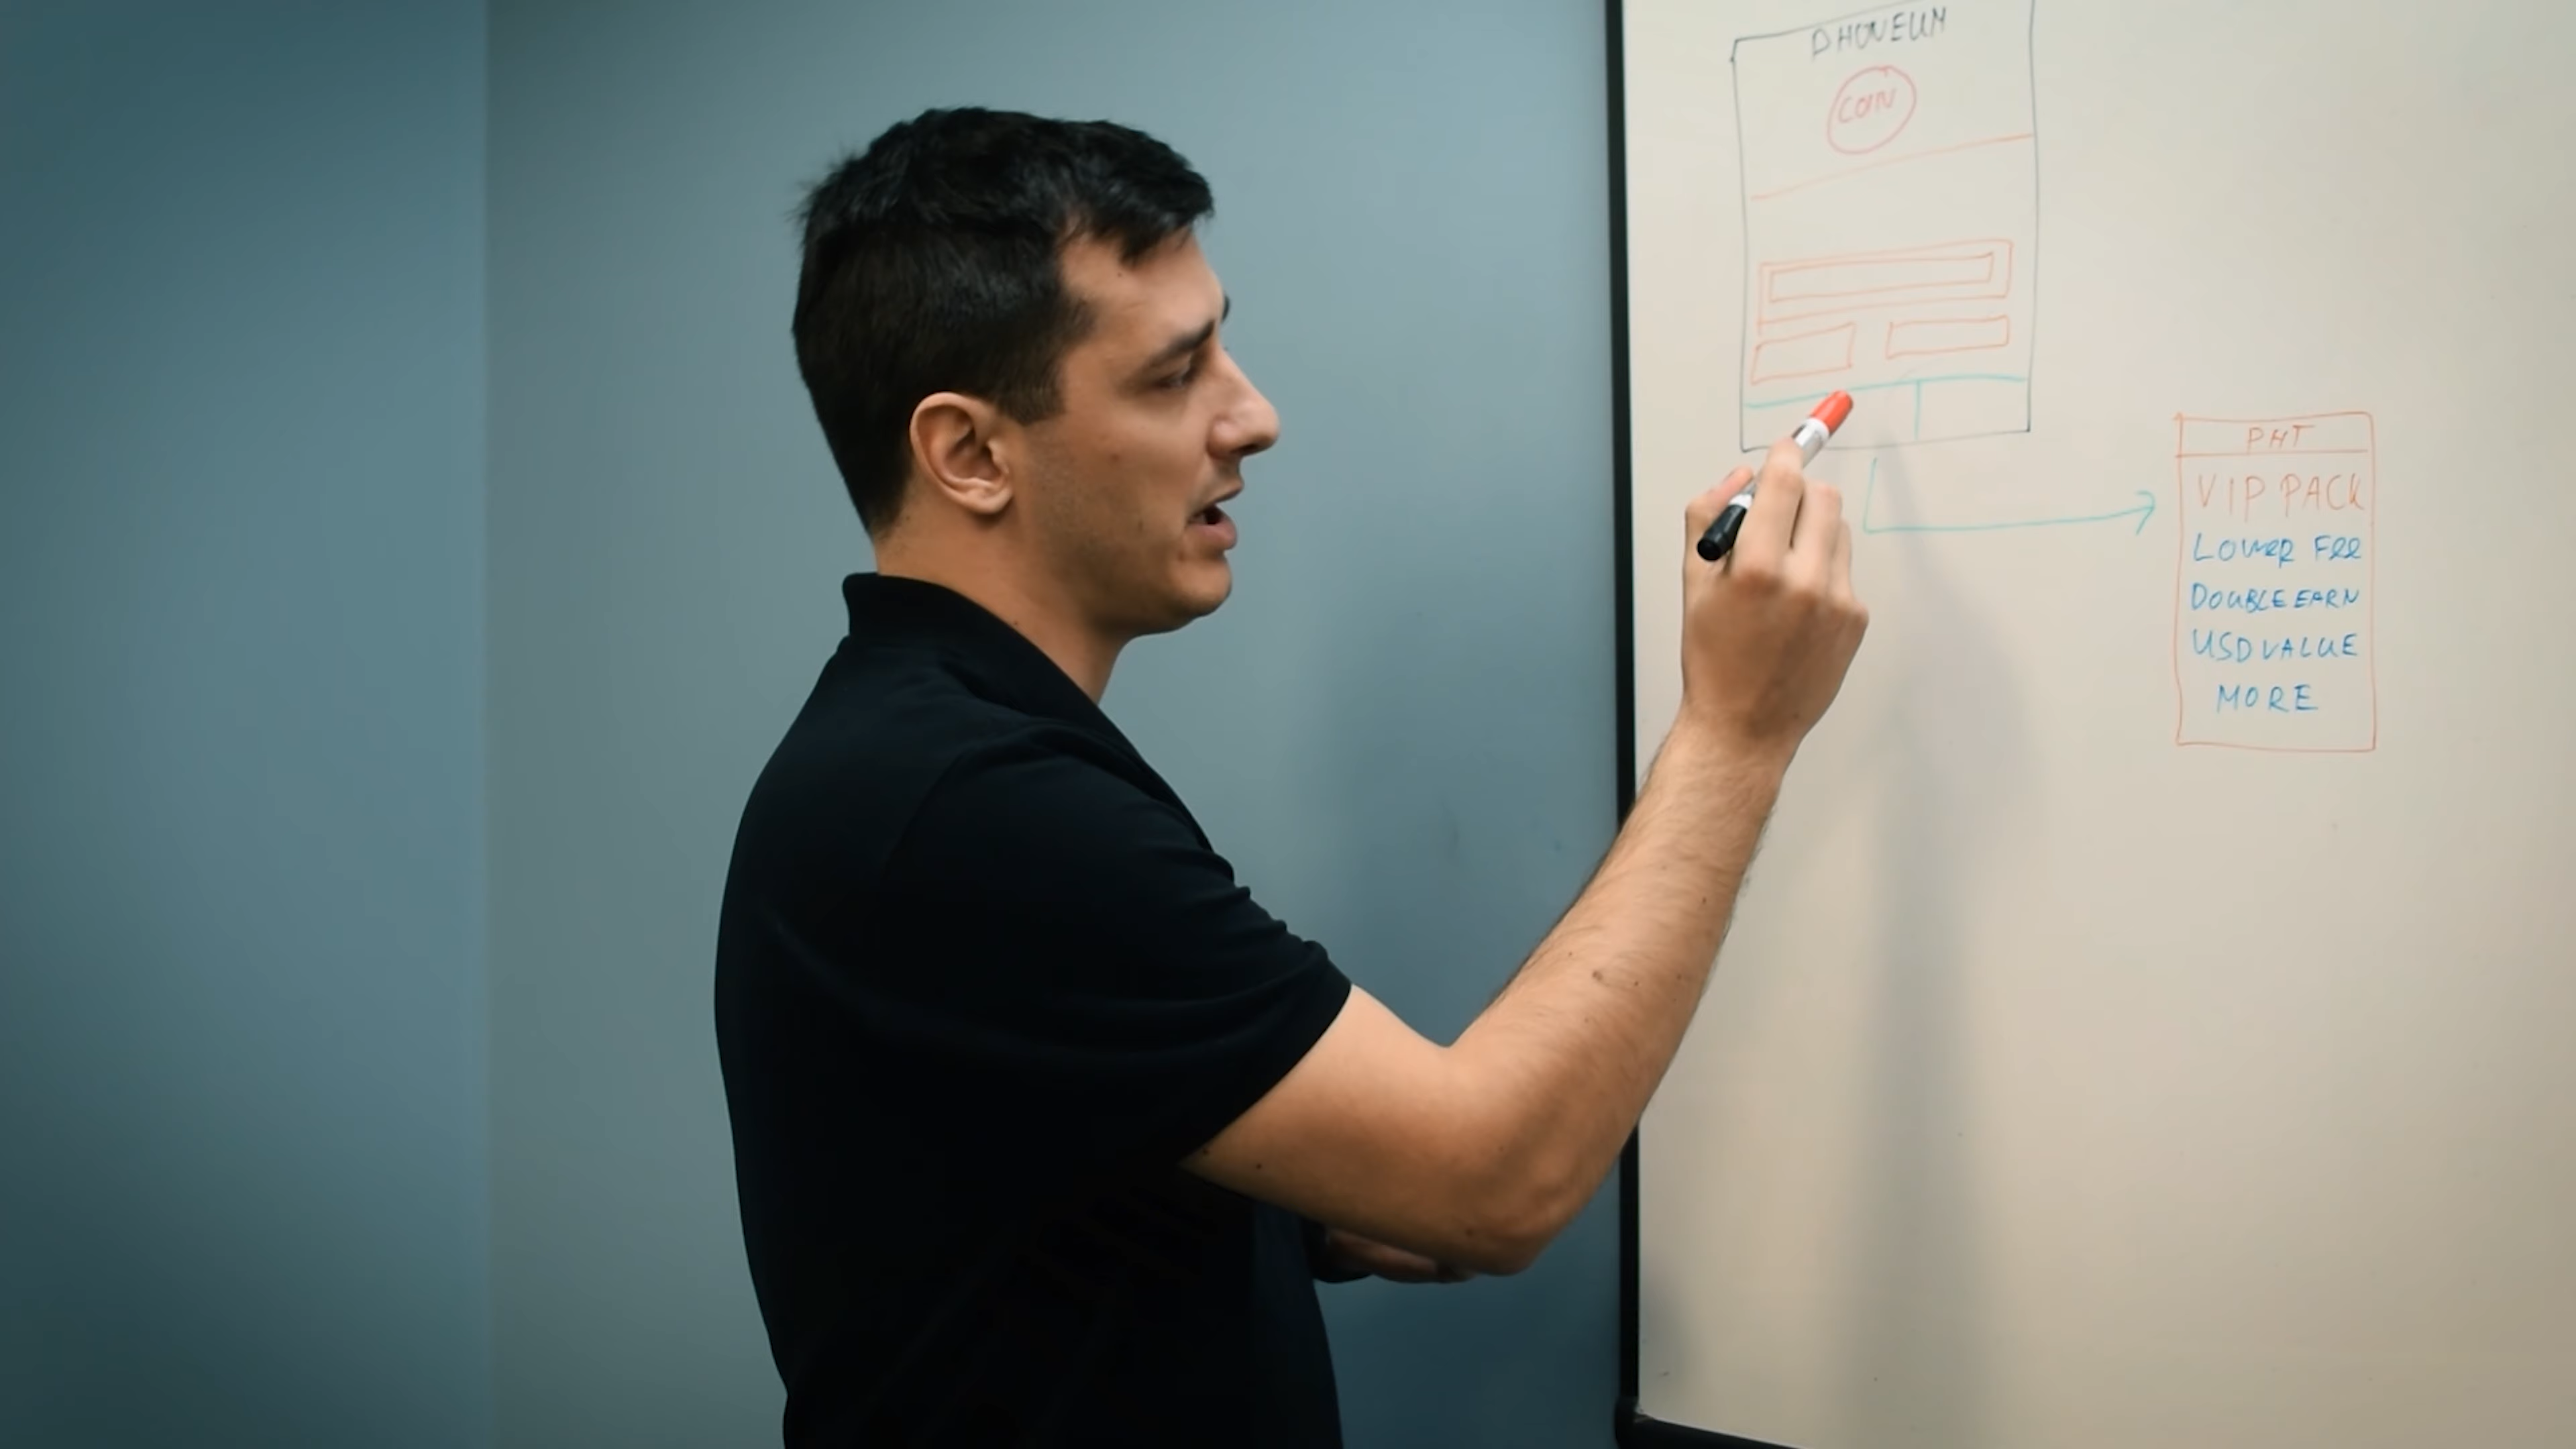 PHONEUM
COIN
PHT
VIP PACK
LOWER FEE
DOUBLE EARN
USD VALUE
MORE